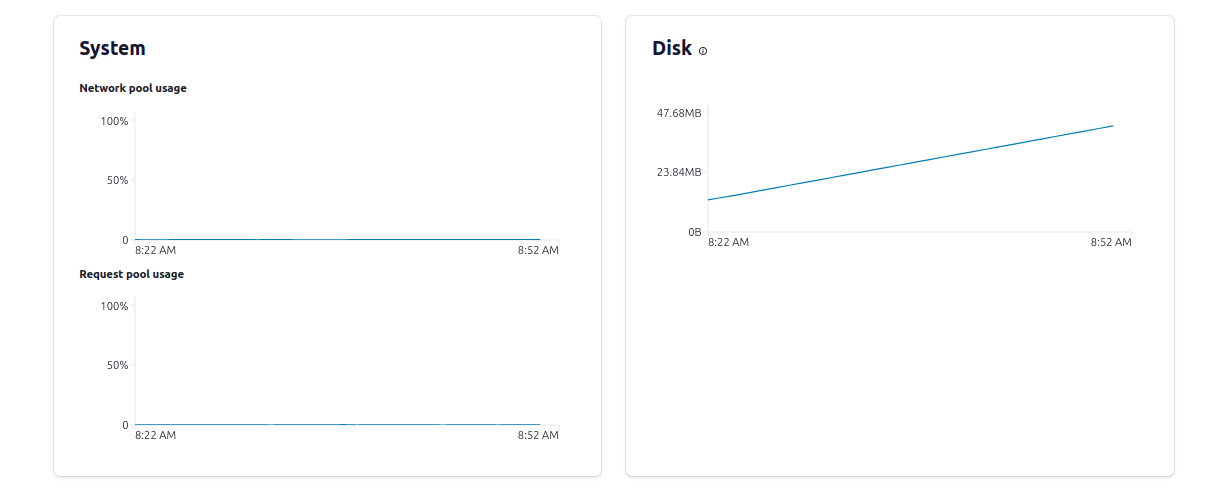 System
Network pool usage
100%
50%
0
8:22 AM 8:52 AM
Request pool usage
100%
50%
0
8:22 AM 8:52 AM
Disk
47.68MB
23.84MB
0B
8:22 AM 8:52 AM